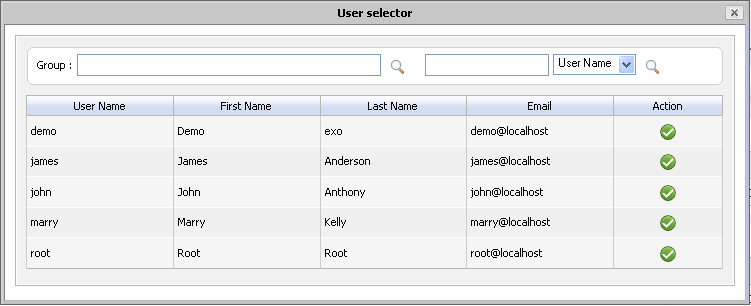 User selector
Group : User Name
User Name First Name Last Name Email Action
demo Demo exo demo@localhost
james James Anderson james@localhost
john John Anthony john@localhost
marry Marry Kelly marry@localhost
root Root Root root@localhost